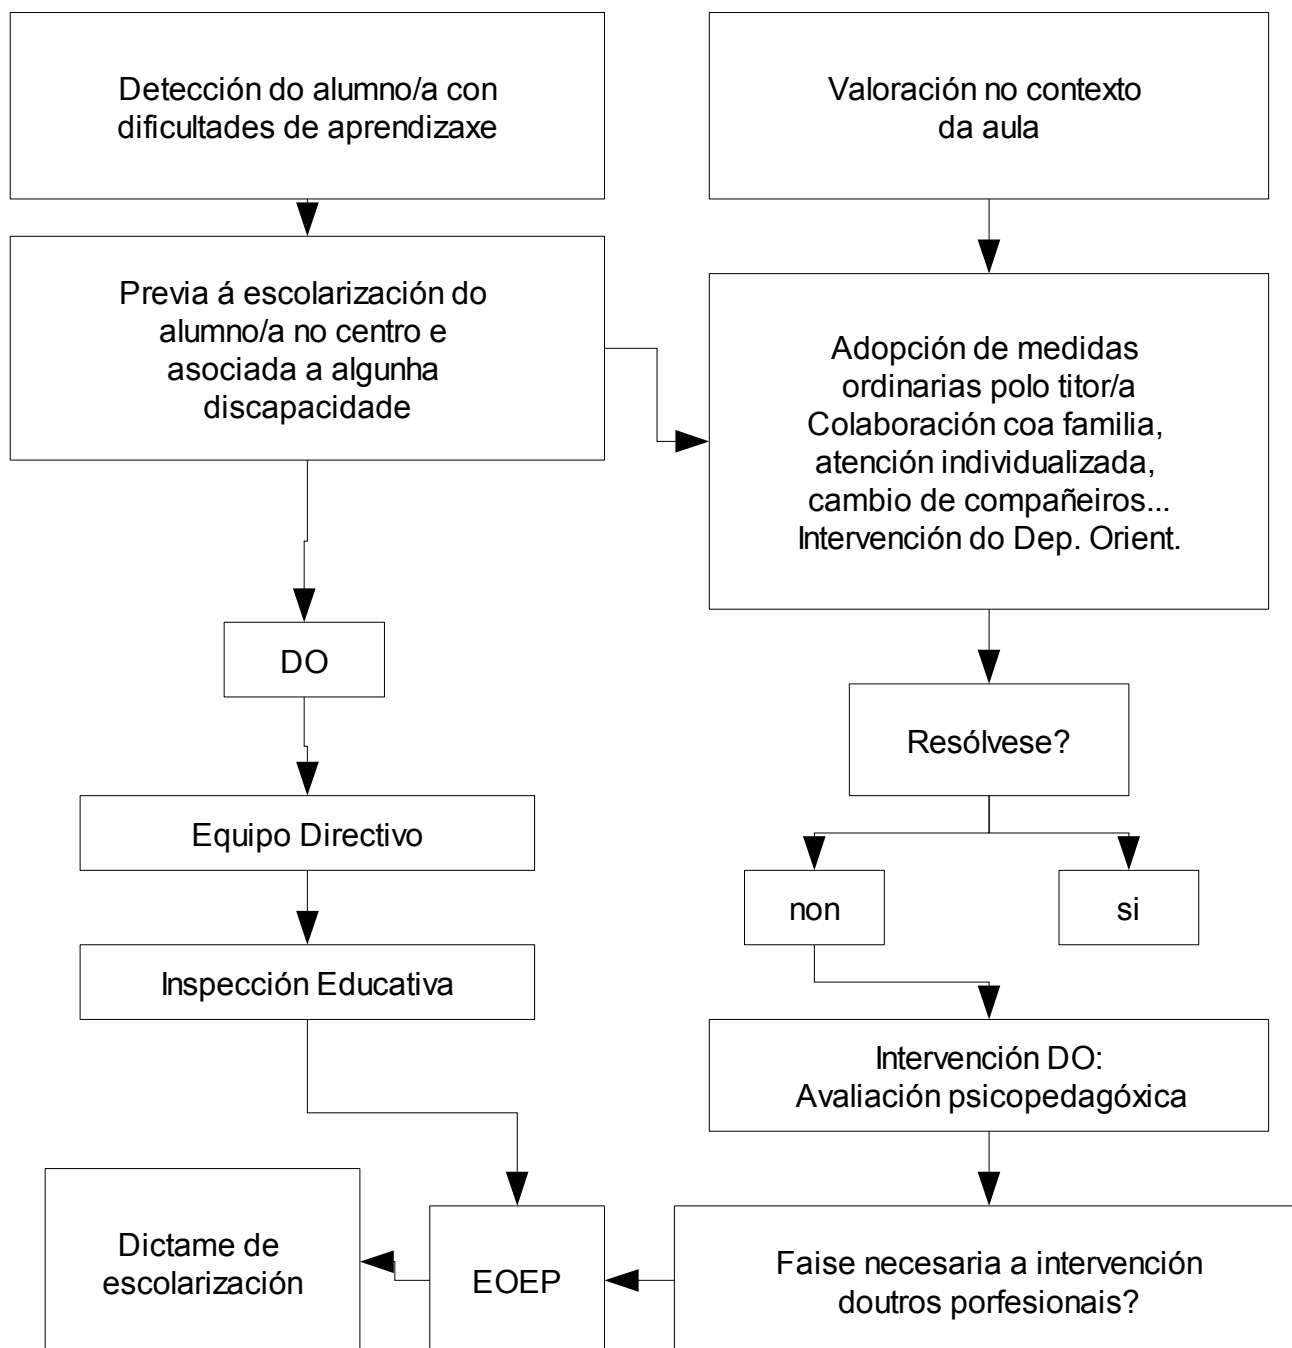 Detección do alumno/a con
dificultades de aprendizaxe
Valoración no contexto
da aula
Previa á escolarización do
alumno/a no centro e
asociada a algunha
discapacidade
Adopción de medidas
ordinarias polo titor/a
Colaboración coa familia,
atención individualizada,
cambio de compañeiros...
Intervención do Dep. Orient.
DO
Resólvese?
Equipo Directivo
non
si
Inspección Educativa
Intervención DO:
Avaliación psicopedagóxica
Dictame de
escolarización
EOEP
Faise necesaria a intervención
doutros porfesionais?